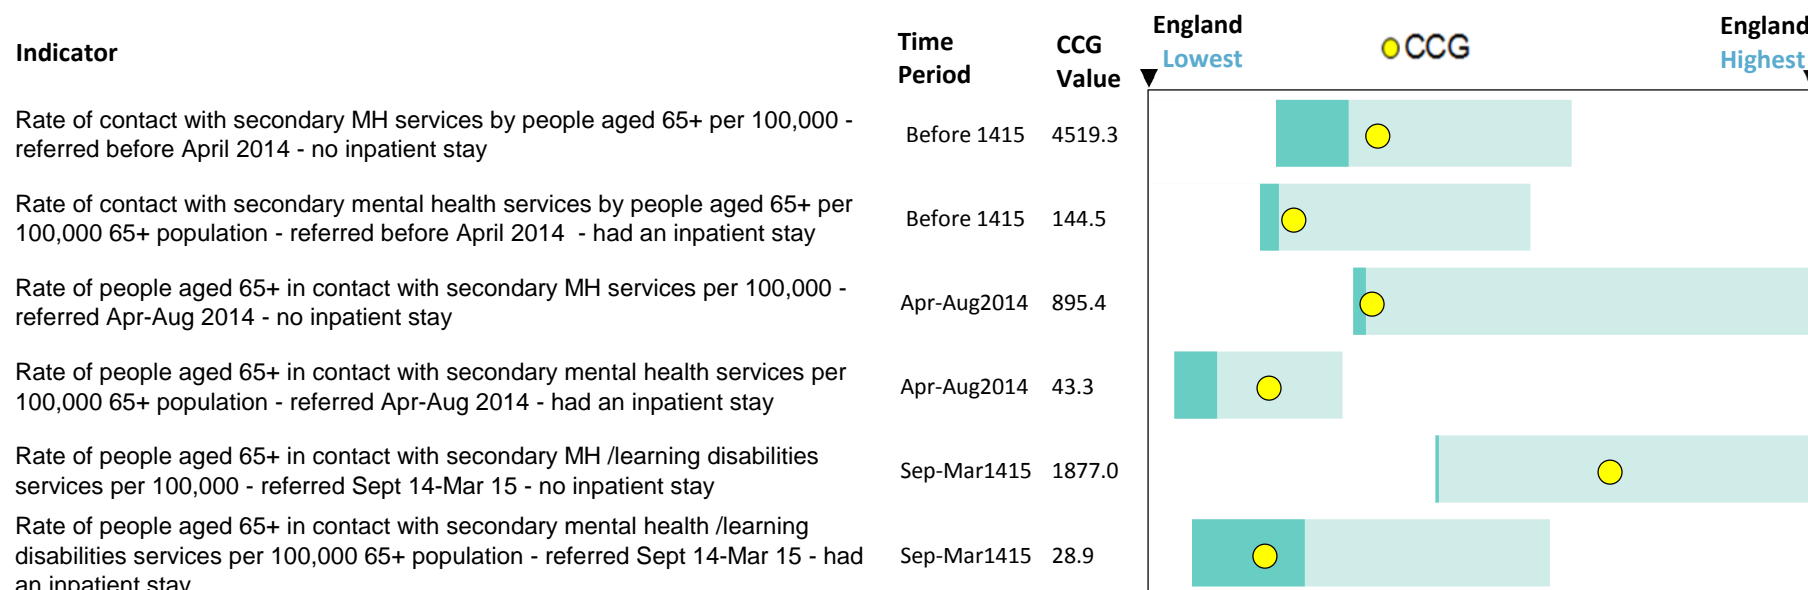 Indicator
Time
Period
CCG
Value
England
Lowest
CCG
England
Highest
Rate of contact with secondary MH services by people aged 65+ per 100,000 -
referred before April 2014 - no inpatient stay
Before 1415
4519.3
Rate of contact with secondary mental health services by people aged 65+ per
100,000 65+ population - referred before April 2014 - had an inpatient stay
Before 1415
144.5
Rate of people aged 65+ in contact with secondary MH services per 100,000 -
referred Apr-Aug 2014 - no inpatient stay
Apr-Aug2014
895.4
Rate of people aged 65+ in contact with secondary mental health services per
100,000 65+ population - referred Apr-Aug 2014 - had an inpatient stay
Apr-Aug2014
43.3
Rate of people aged 65+ in contact with secondary MH /learning disabilities
services per 100,000 - referred Sept 14-Mar 15 - no inpatient stay
Sep-Mar1415
1877.0
Rate of people aged 65+ in contact with secondary mental health /learning
disabilities services per 100,000 65+ population - referred Sept 14-Mar 15 - had
an inpatient stay
Sep-Mar1415
28.9